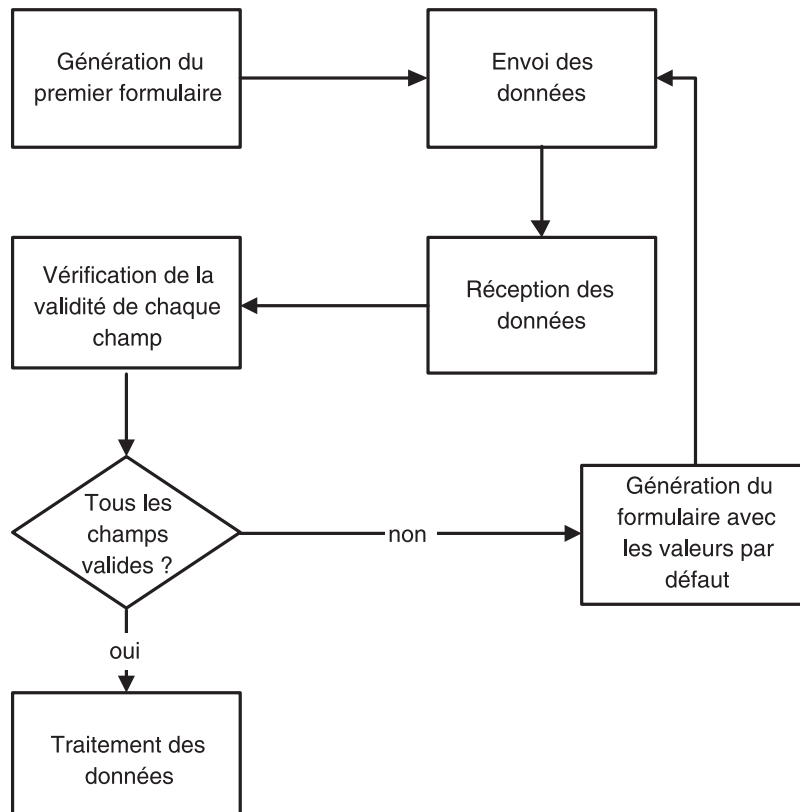 Génération du
premier formulaire
Envoi des
données
Vérification de la
validité de chaque
champ
Réception des
données
Tous les
champs
valides ?
non
Génération du
formulaire avec
les valeurs par
défaut
oui
Traitement des
données